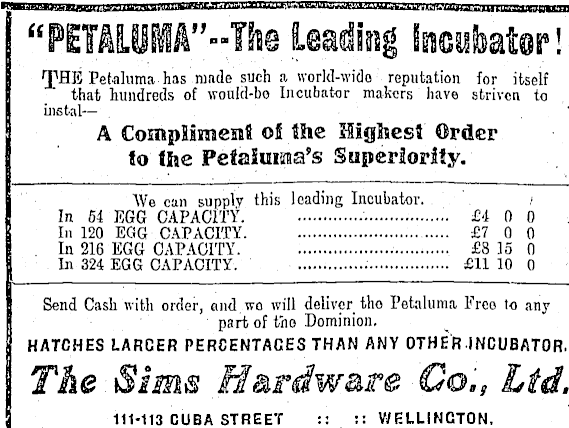 "PETALUMA"--The Leading Incubator!
THE Petaluma has made such a world-wide reputation for itself
that hundreds of would-be Incubator makers have striven to
instal—
A Compliment of the Highest Order
to the Petaluma's Superiority.
We can supply this leading Incubator.
In 54 EGG CAPACITY. .............................. £4 0 0
In 120 EGG CAPACITY. .............................. £7 0 0
In 216 EGG CAPACITY. .............................. £8 15 0
In 324 EGG CAPACITY. .............................. £11 10 0
Send Cash with order, and we will deliver the Petaluma Free to any
part of the Dominion.
HATCHES LARGER PERCENTAGES THAN ANY OTHER INCUBATOR.
The Sims Hardware Co., Ltd.
111-113 CUBA STREET :: :: WELLINGTON,